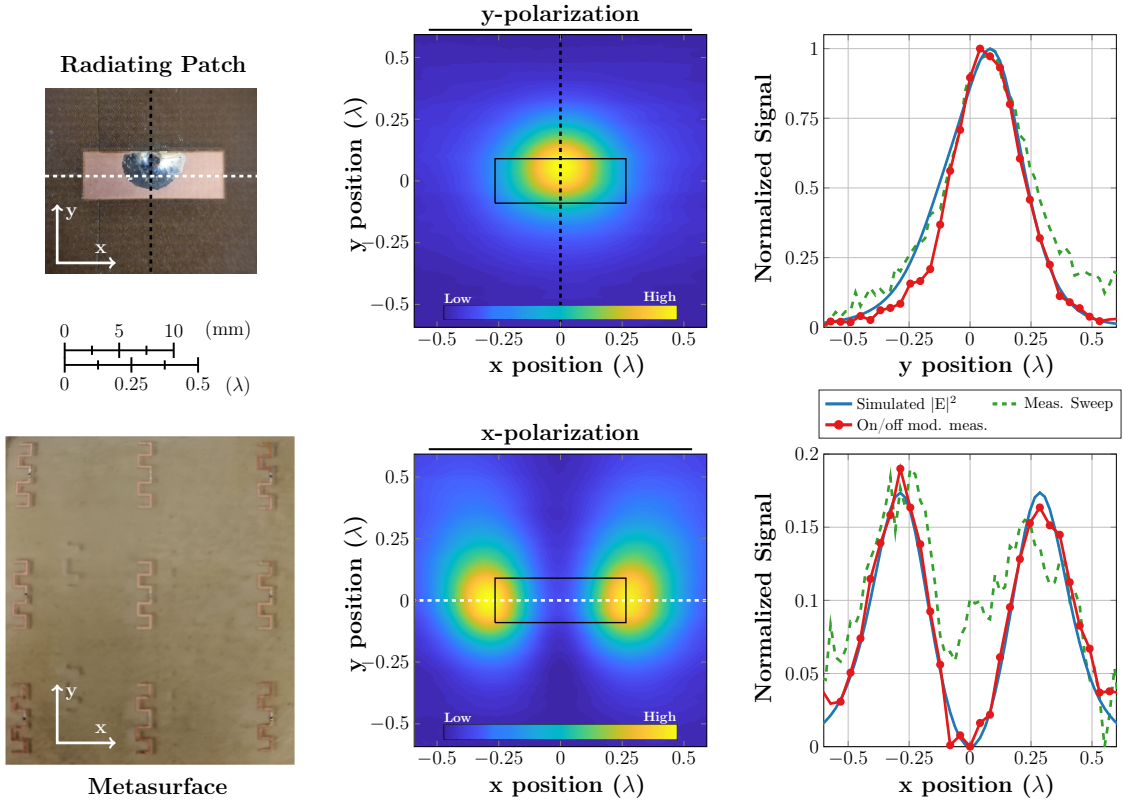 Radiating Patch
y
x
0 5 10 (mm)
0 0.25 0.5 (λ)
y
x
Metasurface
y-polarization
y position (λ)
0.5
0.25
0
−0.25
−0.5
Low High
−0.5 −0.25 0 0.25 0.5
x position (λ)
x-polarization
y position (λ)
0.5
0.25
0
−0.25
−0.5
Low High
−0.5 −0.25 0 0.25 0.5
x position (λ)
Normalized Signal
1
0.75
0.5
0.25
0
−0.5 −0.25 0 0.25 0.5
y position (λ)
Simulated |E|² Meas. Sweep
On/off mod. meas.
Normalized Signal
0.2
0.15
0.1
0.05
0
−0.5 −0.25 0 0.25 0.5
x position (λ)